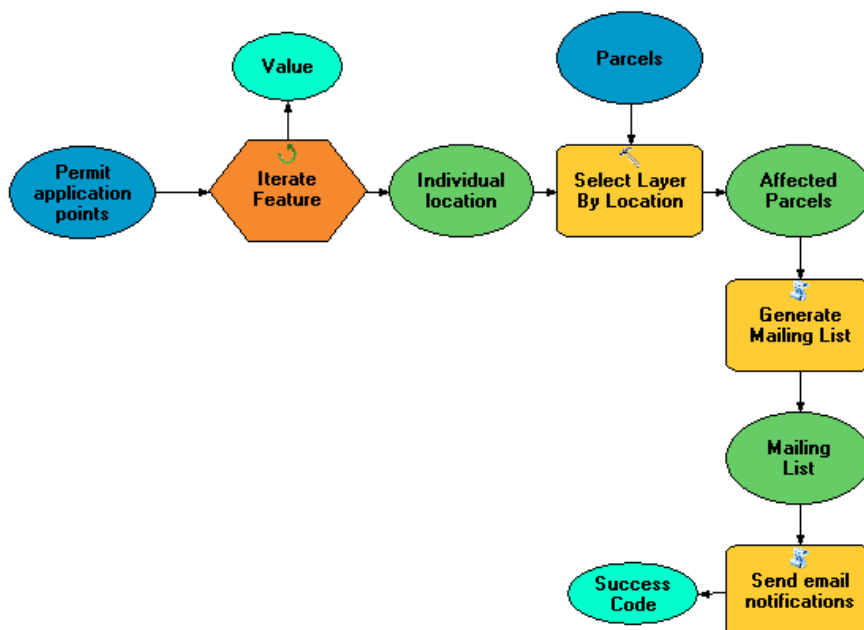 Value
Parcels
Permit
application
points
Iterate
Feature
Individual
location
Select Layer
By Location
Affected
Parcels
Generate
Mailing List
Mailing
List
Success
Code
Send email
notifications